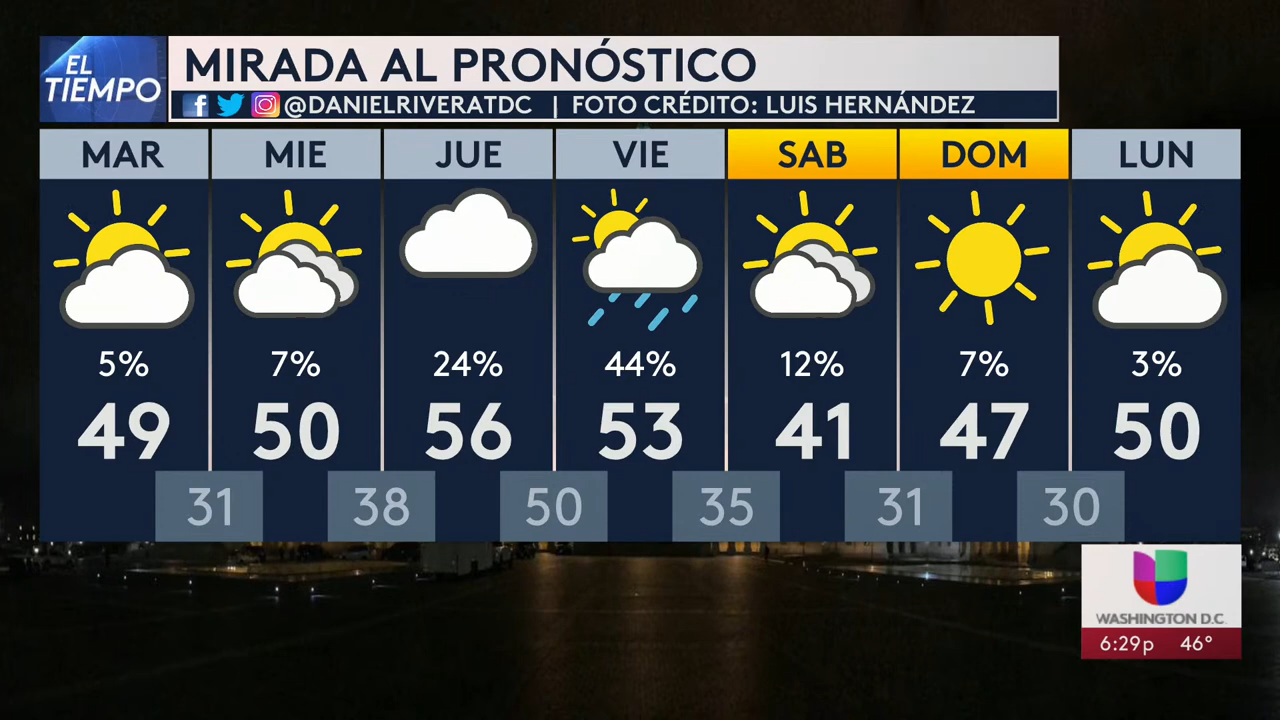 EL
TIEMPO
MIRADA AL PRONÓSTICO
@DANIELRIVERATDC | FOTO CRÉDITO: LUIS HERNÁNDEZ
MAR MIE JUE VIE SAB DOM LUN
5% 7% 24% 44% 12% 7% 3%
49 50 56 53 41 47 50
31 38 50 35 31 30
WASHINGTON D.C.
6:29p 46°